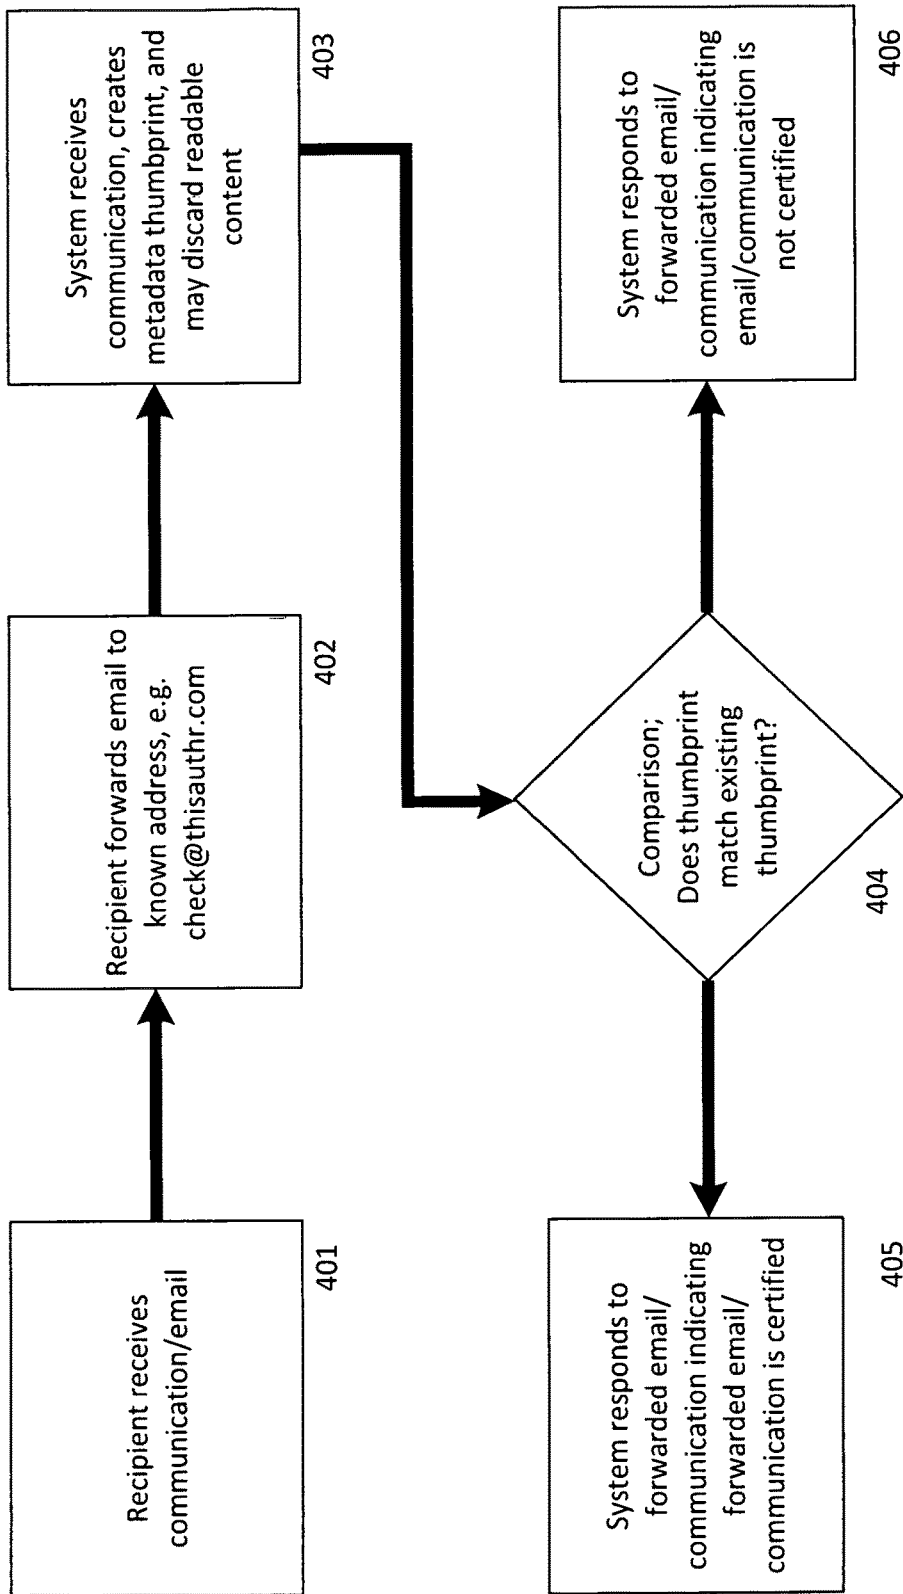 Recipient receives
communication/email
401
Recipient forwards email to
known address, e.g.
check@thisauthr.com
402
System receives
communication, creates
metadata thumbprint, and
may discard readable
content
403
Comparison;
Does thumbprint
match existing
thumbprint?
404
System responds to
forwarded email/
communication indicating
forwarded email/
communication is certified
405
System responds to
forwarded email/
communication indicating
email/communication is
not certified
406